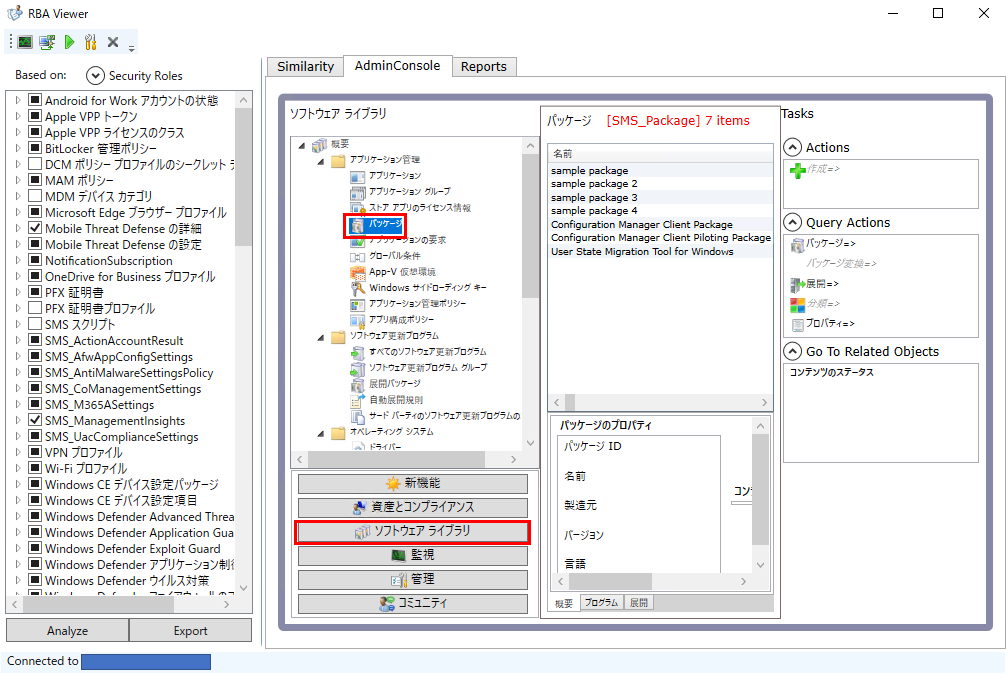 RBA Viewer
Based on:
Security Roles
Android for Work アカウントの状態
Apple VPP トークン
Apple VPP ライセンスのクラス
BitLocker 管理ポリシー
DCM ポリシー プロファイルのシークレット
MAM ポリシー
MDM デバイス カテゴリ
Microsoft Edge ブラウザー プロファイル
Mobile Threat Defense の詳細
Mobile Threat Defense の設定
NotificationSubscription
OneDrive for Business プロファイル
PFX 証明書
PFX 証明書プロファイル
SMS スクリプト
SMS_ActionAccountResult
SMS_AfwAppConfigSettings
SMS_AntiMalwareSettingsPolicy
SMS_CoManagementSettings
SMS_M365ASettings
SMS_ManagementInsights
SMS_UacComplianceSettings
VPN プロファイル
Wi-Fi プロファイル
Windows CE デバイス設定パッケージ
Windows CE デバイス設定項目
Windows Defender Advanced Threa
Windows Defender Application Gua
Windows Defender Exploit Guard
Windows Defender アプリケーション制
Windows Defender ウイルス対策
Analyze
Export
Connected to
Similarity
AdminConsole
Reports
ソフトウェア ライブラリ
概要
アプリケーション管理
アプリケーション
アプリケーション グループ
ストア アプリのライセンス情報
パッケージ
アプリケーションの要求
グローバル条件
App-V 仮想環境
Windows サイドローディング キー
アプリケーション管理ポリシー
アプリ構成ポリシー
ソフトウェア更新プログラム
すべてのソフトウェア更新プログラム
ソフトウェア更新プログラム グループ
展開パッケージ
自動展開規則
サード パーティのソフトウェア更新プログラムの
オペレーティング システム
ドライバー
新機能
資産とコンプライアンス
ソフトウェア ライブラリ
監視
管理
コミュニティ
パッケージ [SMS_Package] 7 items
名前
sample package
sample package 2
sample package 3
sample package 4
Configuration Manager Client Package
Configuration Manager Client Piloting Package
User State Migration Tool for Windows
パッケージのプロパティ
パッケージ ID
名前
製造元
バージョン
言語
コン
概要
プログラム
展開
Tasks
Actions
作成=>
Query Actions
パッケージ=>
パッケージ変換=>
展開=>
分類=>
プロパティ=>
Go To Related Objects
コンテンツのステータス